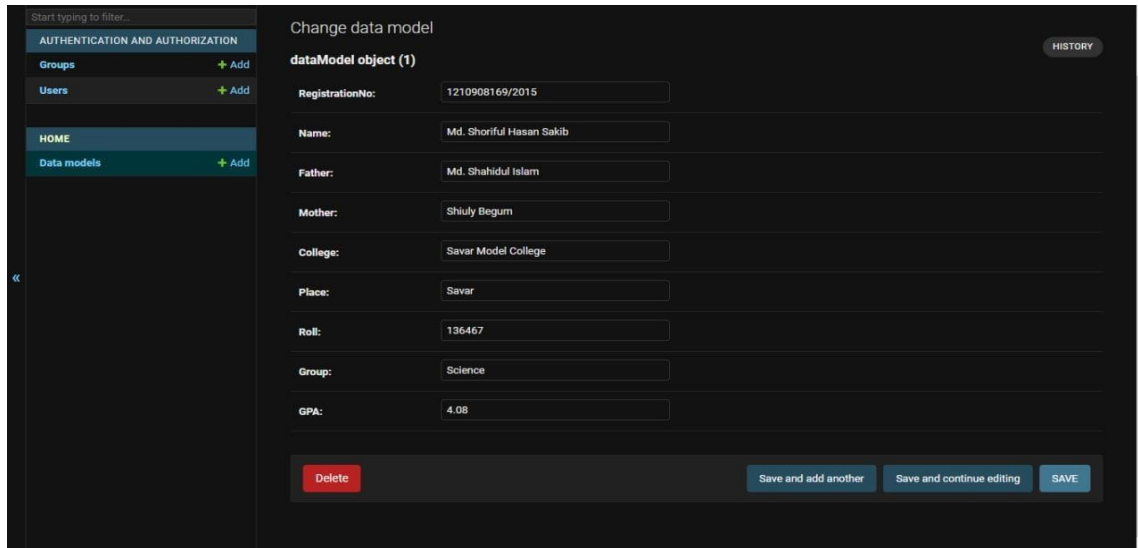 Start typing to filter...
AUTHENTICATION AND AUTHORIZATION
Groups + Add
Users + Add
HOME
Data models + Add
«
Change data model
HISTORY
dataModel object (1)
RegistrationNo: 1210908169/2015
Name: Md. Shoriful Hasan Sakib
Father: Md. Shahidul Islam
Mother: Shiuly Begum
College: Savar Model College
Place: Savar
Roll: 136467
Group: Science
GPA: 4.08
Delete Save and add another Save and continue editing SAVE